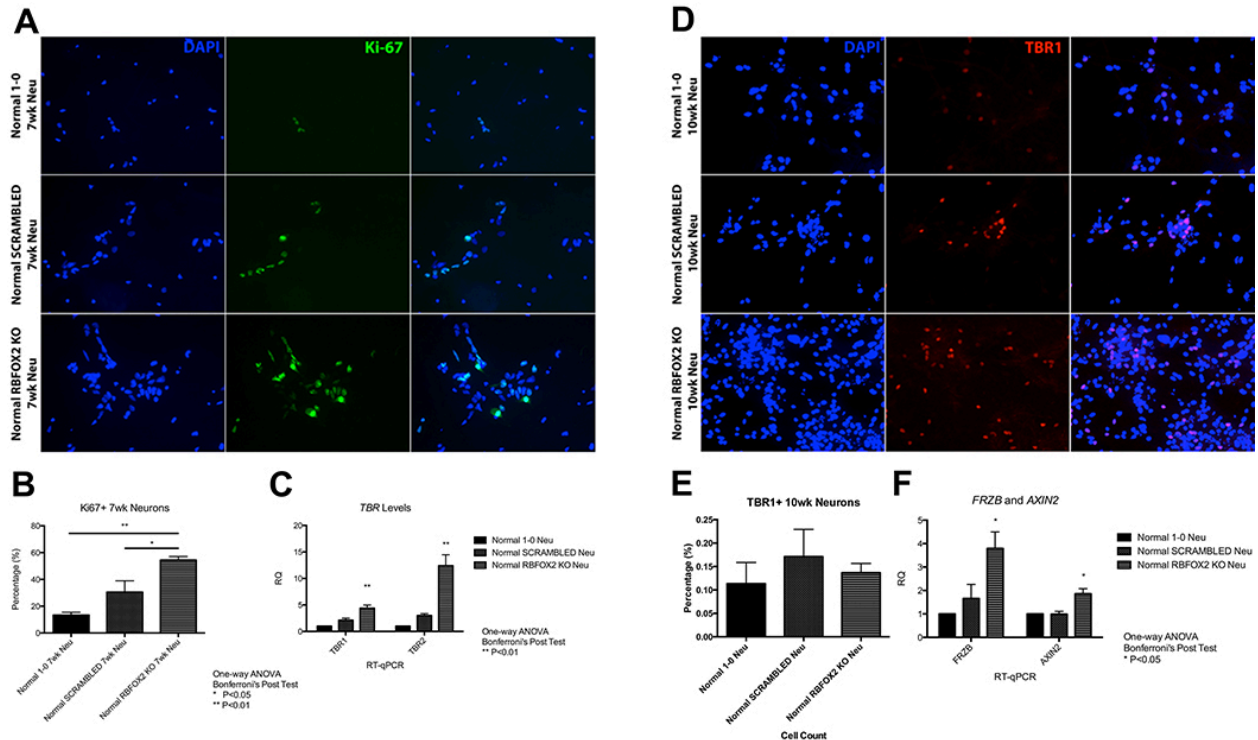 A
DAPI
Ki-67
Normal 1-0
7wk Neu
Normal SCRAMBLED
7wk Neu
Normal RBFOX2 KO
7wk Neu
B
Ki67+ 7wk Neurons
Percentage (%)
80
60
40
20
0
**
*
Normal 1-0 7wk Neu
Normal SCRAMBLED 7wk Neu
Normal RBFOX2 KO 7wk Neu
One-way ANOVA
Bonferroni's Post Test
* P<0.05
** P<0.01
C
TBR Levels
RQ
20
15
10
5
0
**
**
TBR1
TBR2
RT-qPCR
Normal 1-0 Neu
Normal SCRAMBLED Neu
Normal RBFOX2 KO Neu
One-way ANOVA
Bonferroni's Post Test
** P<0.01
D
DAPI
TBR1
Normal 1-0
10wk Neu
Normal SCRAMBLED
10wk Neu
Normal RBFOX2 KO
10wk Neu
E
TBR1+ 10wk Neurons
Percentage (%)
0.25
0.20
0.15
0.10
0.05
0.00
Normal 1-0 Neu
Normal SCRAMBLED Neu
Normal RBFOX2 KO Neu
Cell Count
F
FRZB and AXIN2
RQ
5
4
3
2
1
0
*
*
FRZB
AXIN2
RT-qPCR
Normal 1-0 Neu
Normal SCRAMBLED Neu
Normal RBFOX2 KO Neu
One-way ANOVA
Bonferroni's Post Test
* P<0.05